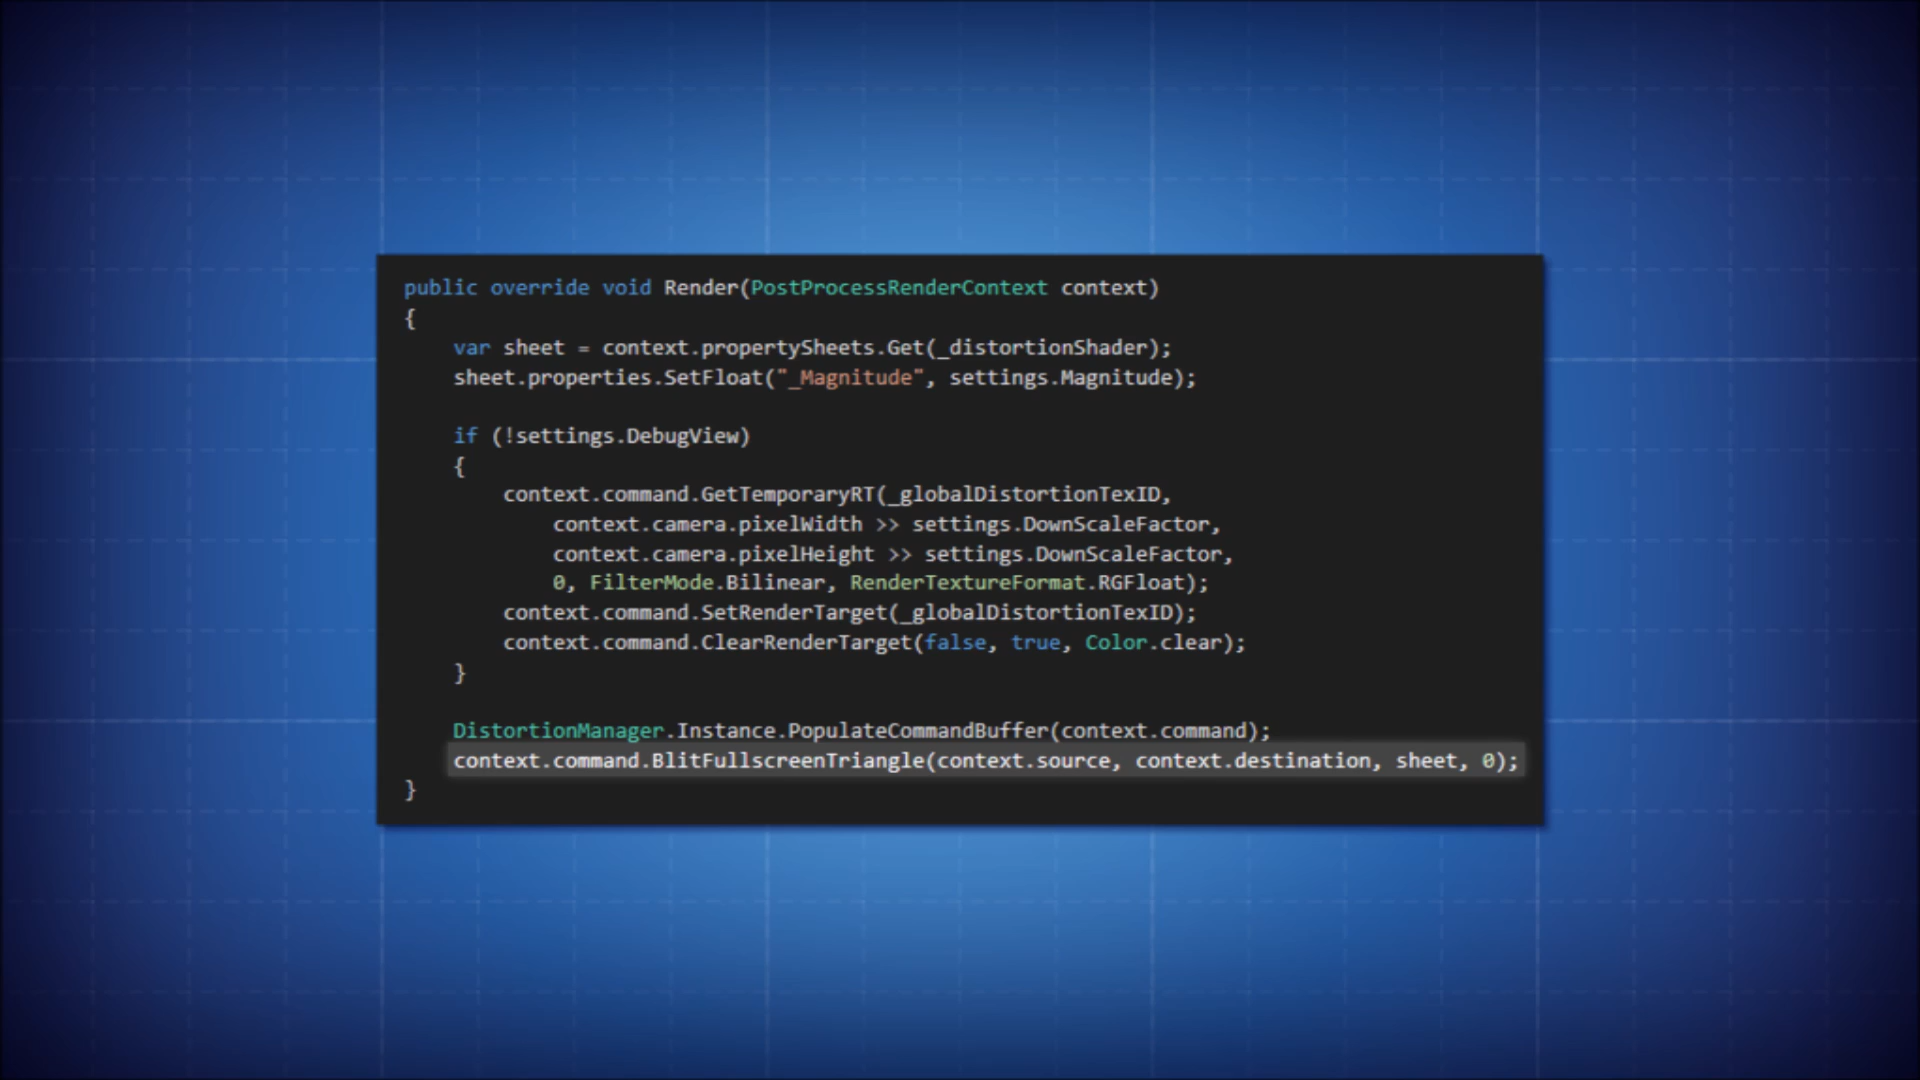 public override void Render(PostProcessRenderContext context)
{
    var sheet = context.propertySheets.Get(_distortionShader);
    sheet.properties.SetFloat("_Magnitude", settings.Magnitude);
    if (!settings.DebugView)
    {
        context.command.GetTemporaryRT(_globalDistortionTexID,
            context.camera.pixelWidth >> settings.DownScaleFactor,
            context.camera.pixelHeight >> settings.DownScaleFactor,
            0, FilterMode.Bilinear, RenderTextureFormat.RGFloat);
        context.command.SetRenderTarget(_globalDistortionTexID);
        context.command.ClearRenderTarget(false, true, Color.clear);
    }
    DistortionManager.Instance.PopulateCommandBuffer(context.command);
    context.command.BlitFullscreenTriangle(context.source, context.destination, sheet, 0);
}